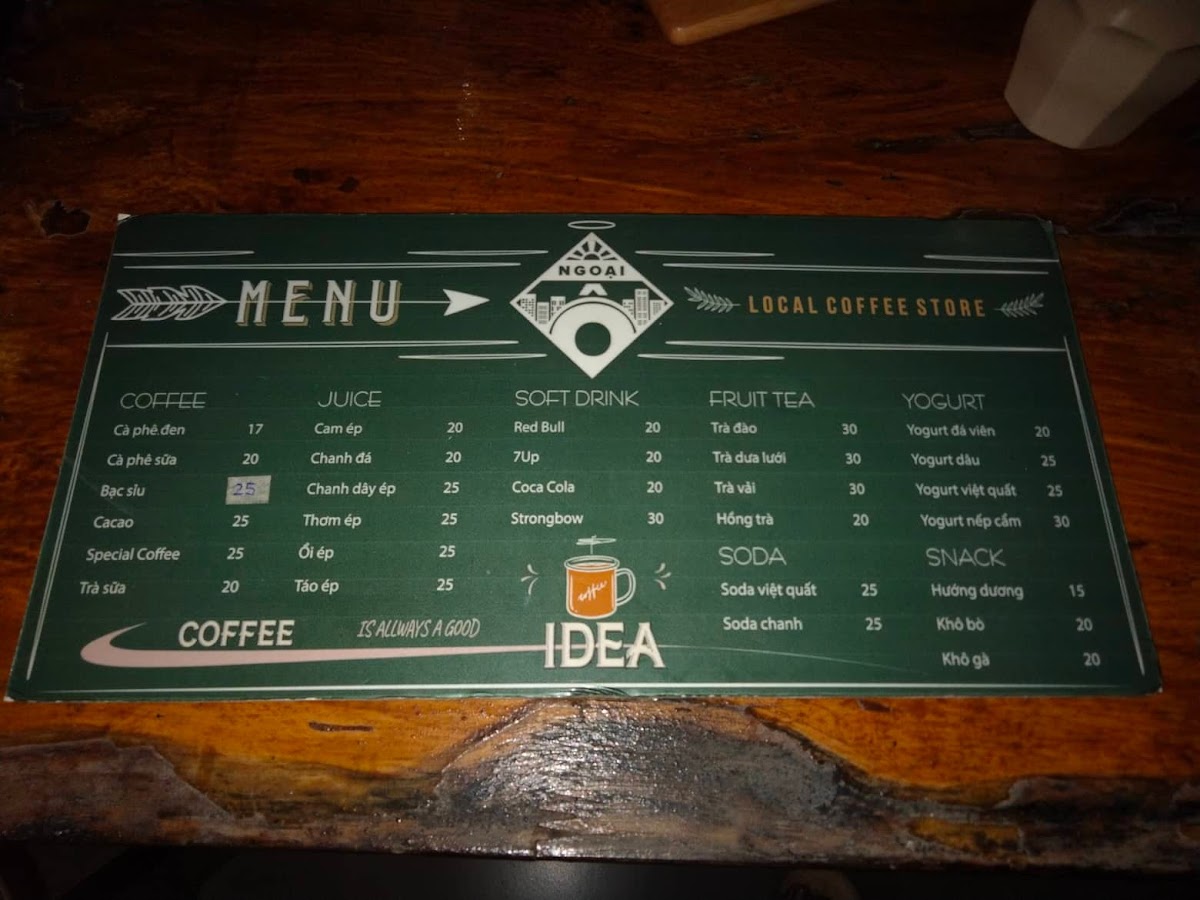 NGOẠI
Ạ
MENU
LOCAL COFFEE STORE
COFFEE
Cà phê đen 17
Cà phê sữa 20
Bạc sỉu 25
Cacao 25
Special Coffee 25
Trà sữa 20
JUICE
Cam ép 20
Chanh đá 20
Chanh dây ép 25
Thơm ép 25
Ổi ép 25
Táo ép 25
SOFT DRINK
Red Bull 20
7Up 20
Coca Cola 20
Strongbow 30
FRUIT TEA
Trà đào 30
Trà dưa lưới 30
Trà vải 30
Hồng trà 20
SODA
Soda việt quất 25
Soda chanh 25
YOGURT
Yogurt đá viên 20
Yogurt dâu 25
Yogurt việt quất 25
Yogurt nếp cẩm 30
SNACK
Hướng dương 15
Khô bò 20
Khô gà 20
coffee
COFFEE IS ALLWAYS A GOOD IDEA